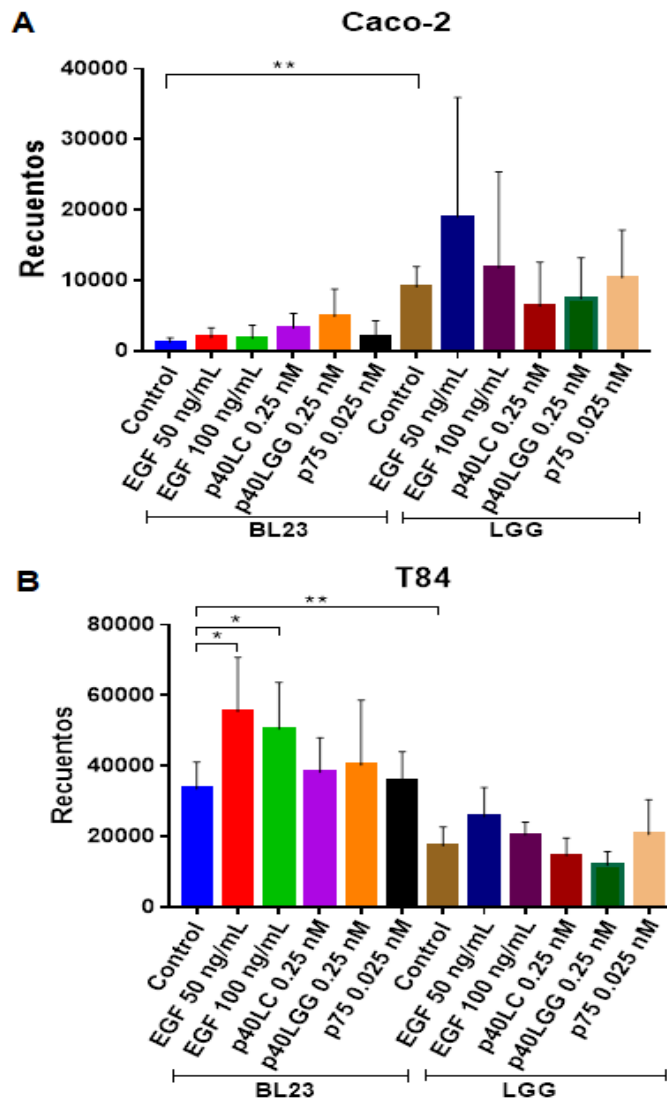 A
Caco-2
40000
30000
20000
10000
0
Recuentos
**
Control
EGF 50 ng/mL
EGF 100 ng/mL
p40LC 0.25 nM
p40LGG 0.25 nM
p75 0.025 nM
Control
EGF 50 ng/mL
EGF 100 ng/mL
p40LC 0.25 nM
p40LGG 0.25 nM
p75 0.025 nM
BL23
LGG
B
T84
80000
60000
40000
20000
0
Recuentos
**
*
*
Control
EGF 50 ng/mL
EGF 100 ng/mL
p40LC 0.25 nM
p40LGG 0.25 nM
p75 0.025 nM
Control
EGF 50 ng/mL
EGF 100 ng/mL
p40LC 0.25 nM
p40LGG 0.25 nM
p75 0.025 nM
BL23
LGG